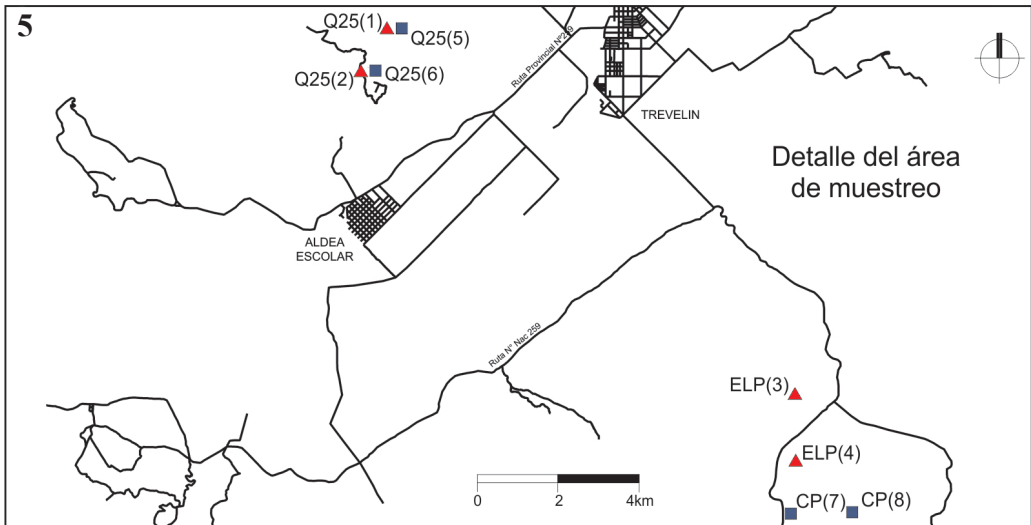 5
Q25(1)
Q25(5)
Q25(2)
Q25(6)
Ruta Provincial N°259
TREVELIN
Detalle del área
de muestreo
ALDEA
ESCOLAR
Ruta N° Nac 259
ELP(3)
ELP(4)
CP(7)
CP(8)
0
2
4km